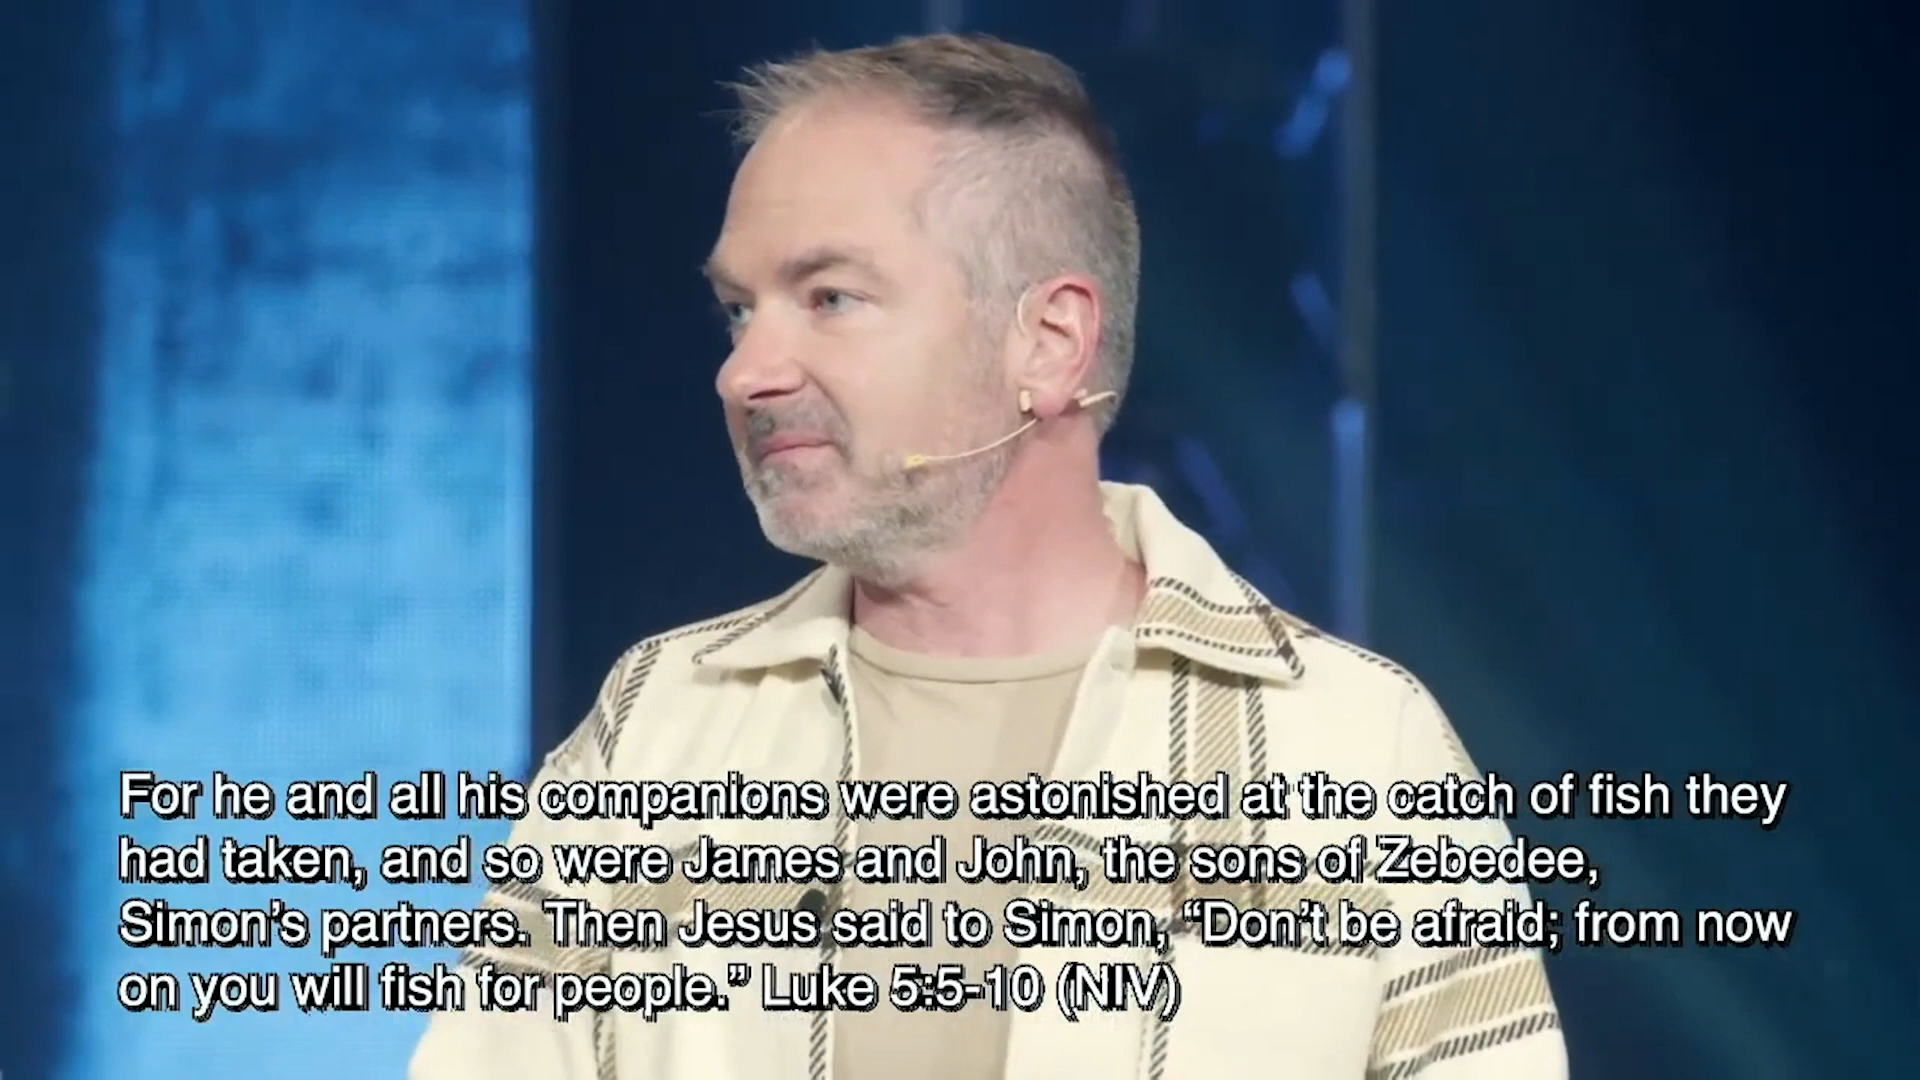 For he and all his companions were astonished at the catch of fish they
had taken, and so were James and John, the sons of Zebedee,
Simon’s partners. Then Jesus said to Simon, “Don’t be afraid; from now
on you will fish for people.” Luke 5:5-10 (NIV)